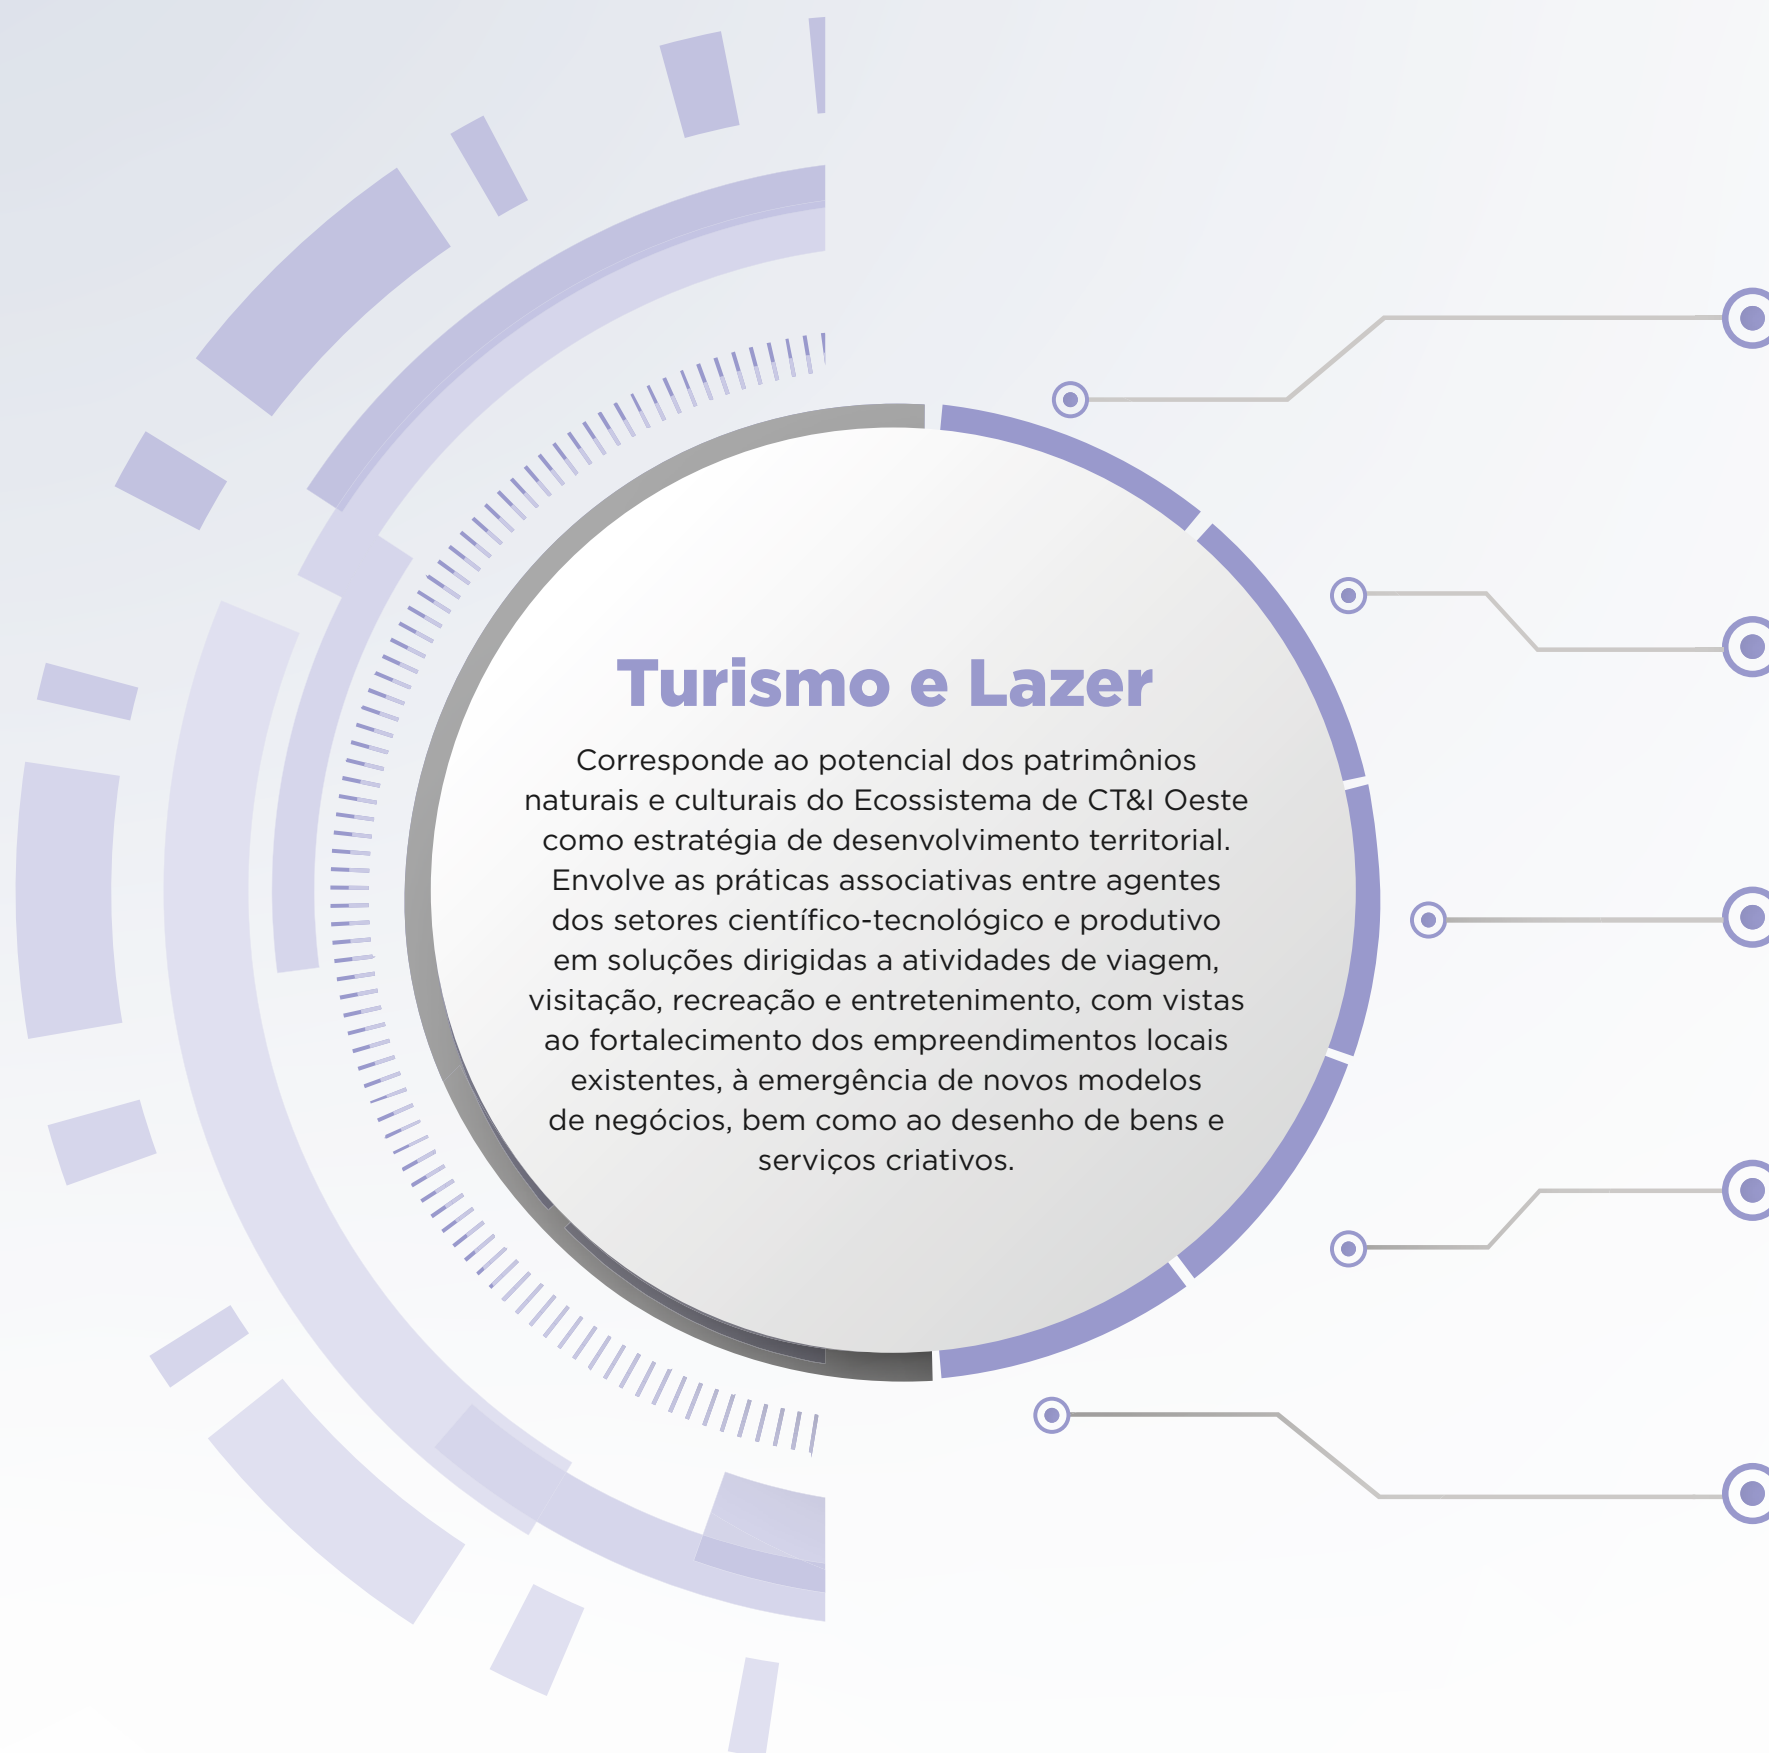 Turismo e Lazer
Corresponde ao potencial dos patrimônios
naturais e culturais do Ecossistema de CT&I Oeste
como estratégia de desenvolvimento territorial.
Envolve as práticas associativas entre agentes
dos setores científico-tecnológico e produtivo
em soluções dirigidas a atividades de viagem,
visitação, recreação e entretenimento, com vistas
ao fortalecimento dos empreendimentos locais
existentes, à emergência de novos modelos
de negócios, bem como ao desenho de bens e
serviços criativos.